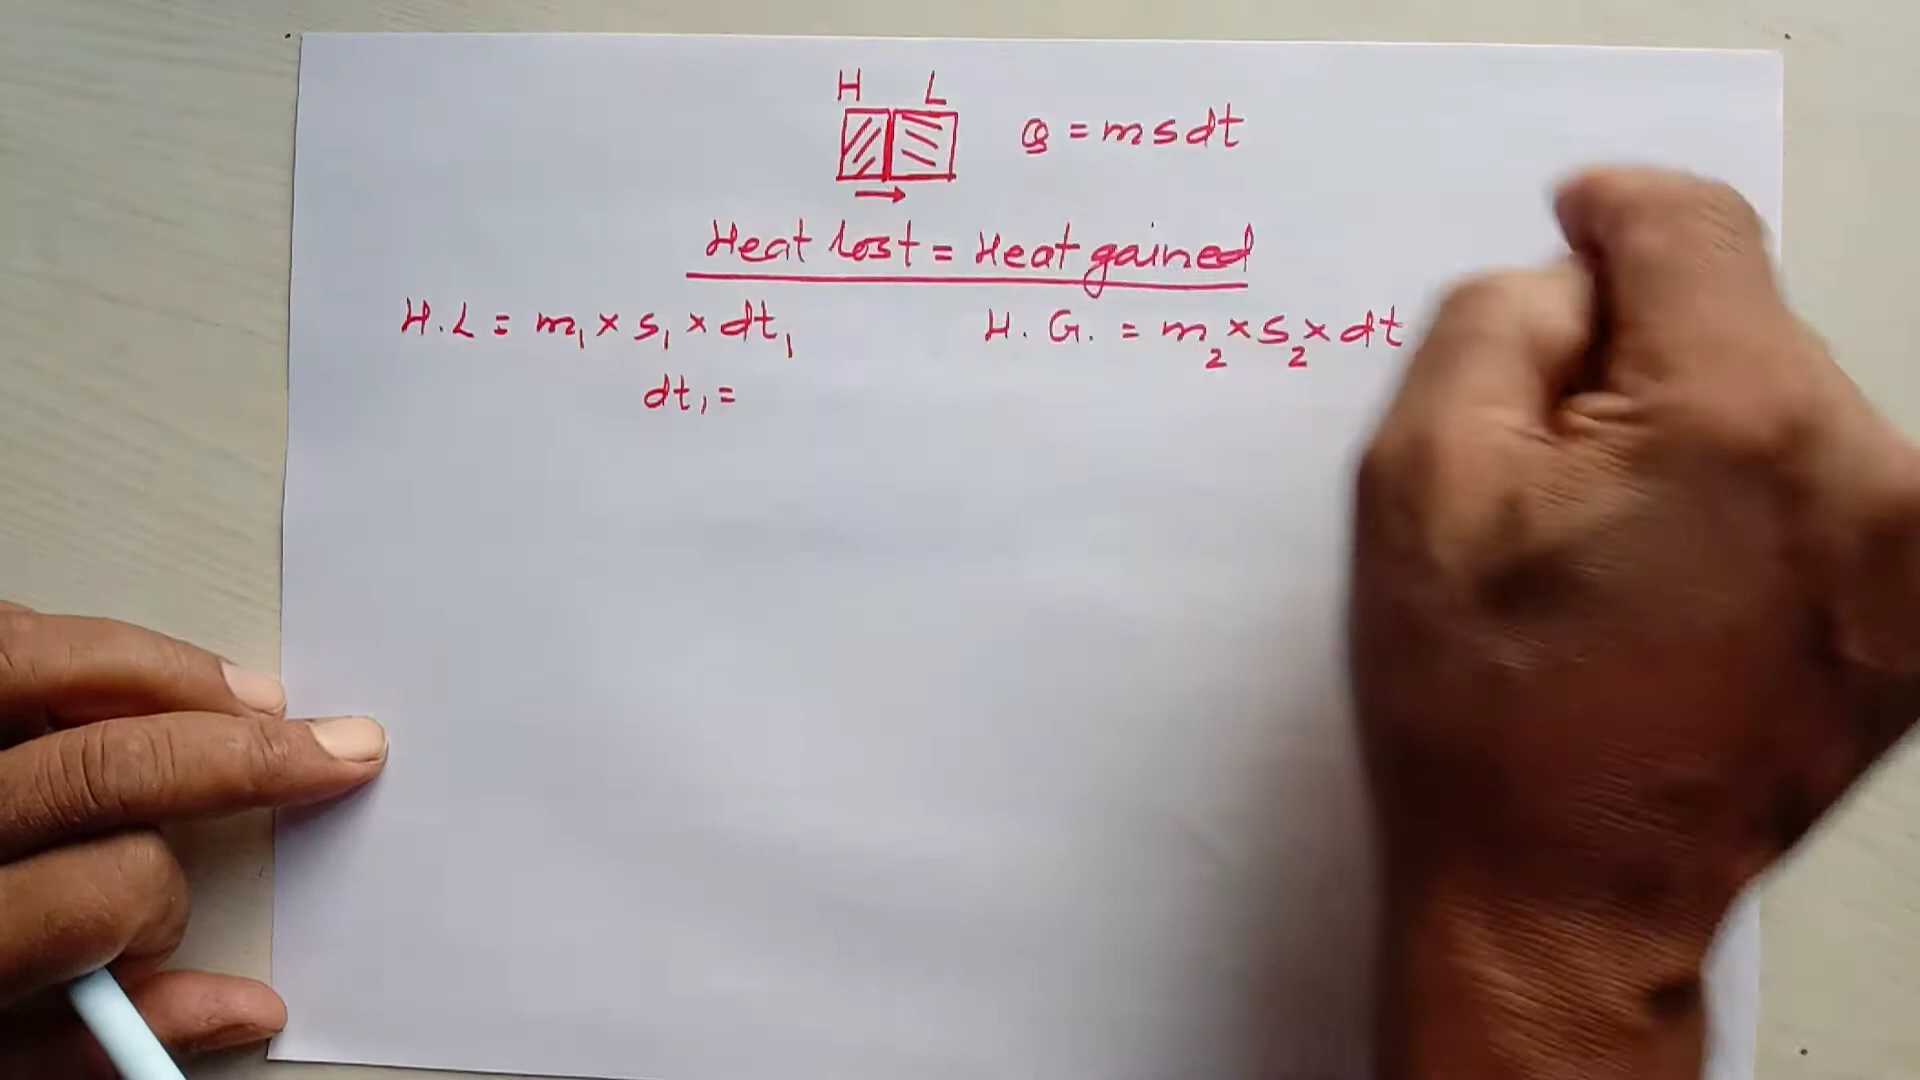 H L
Q = msdt
Heat lost = Heat gained
H.L = m₁ × s₁ × dt₁
H. G. = m₂ × s₂ × dt
dt₁ =